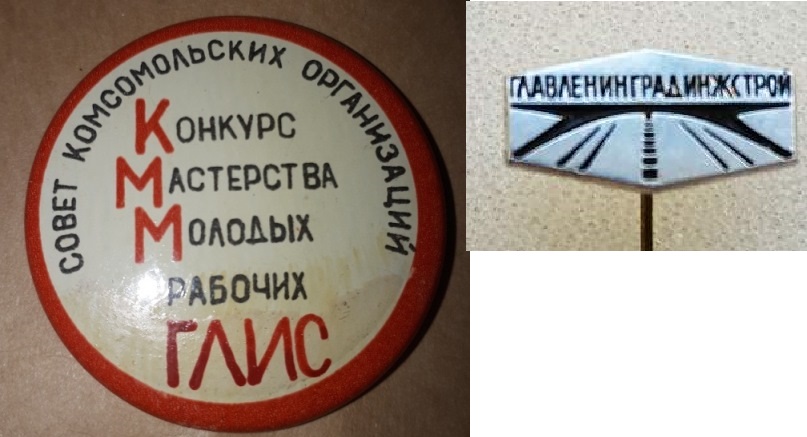 СОВЕТ КОМСОМОЛЬСКИХ ОРГАНИЗАЦИЙ
КОНКУРС
МАСТЕРСТВА
МОЛОДЫХ
РАБОЧИХ
ГЛИС
ГЛАВЛЕНИНГРАДИНЖСТРОЙ